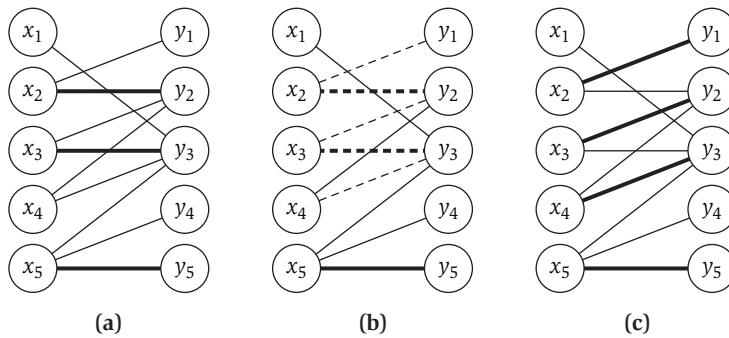 x1 y1 x1 y1 x1 y1
x2 y2 x2 y2 x2 y2
x3 y3 x3 y3 x3 y3
x4 y4 x4 y4 x4 y4
x5 y5 x5 y5 x5 y5
(a) (b) (c)